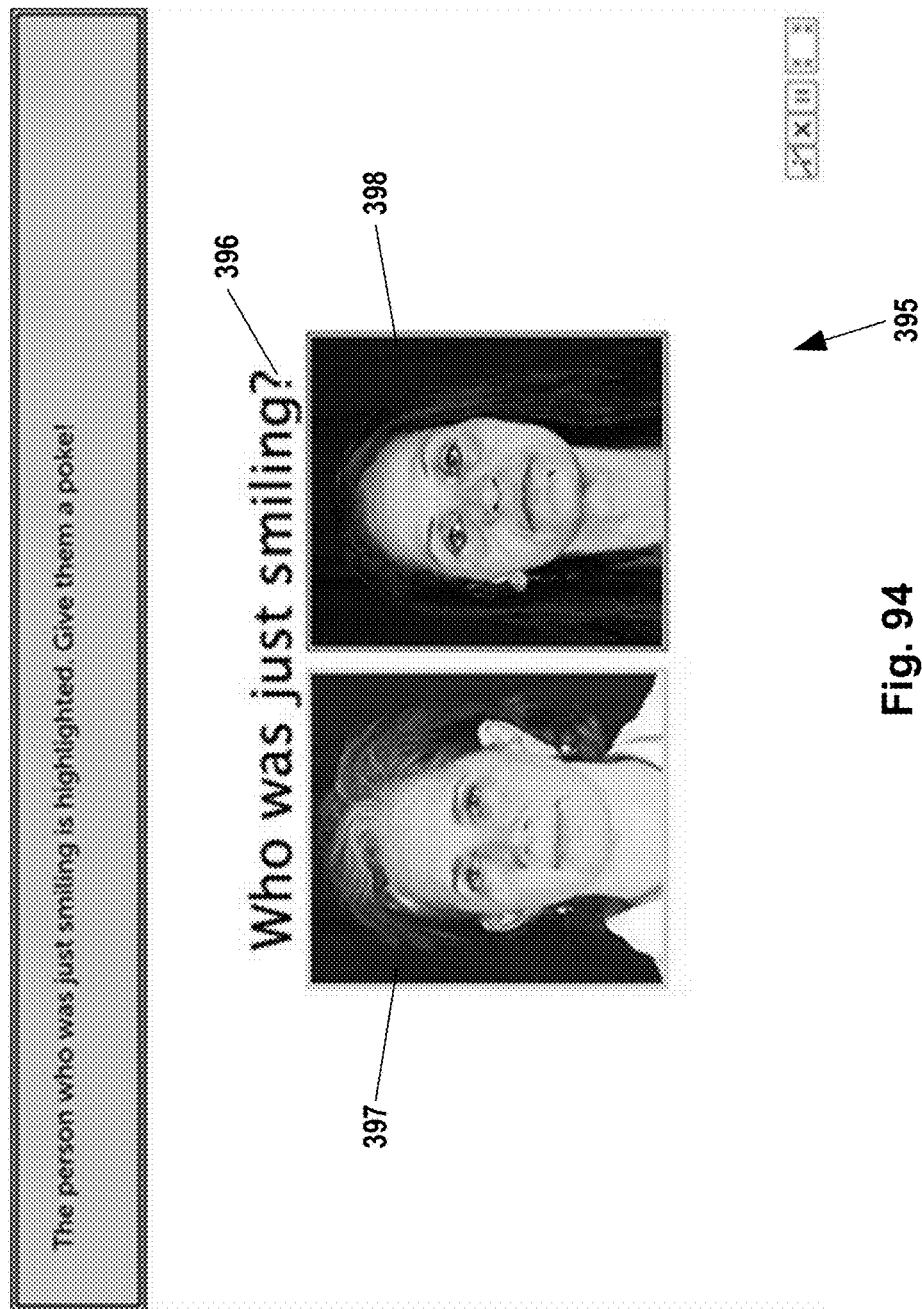 The person who was just smiling is highlighted. Give them a poke!
396
Who was just smiling?
398
397
395
Fig. 94